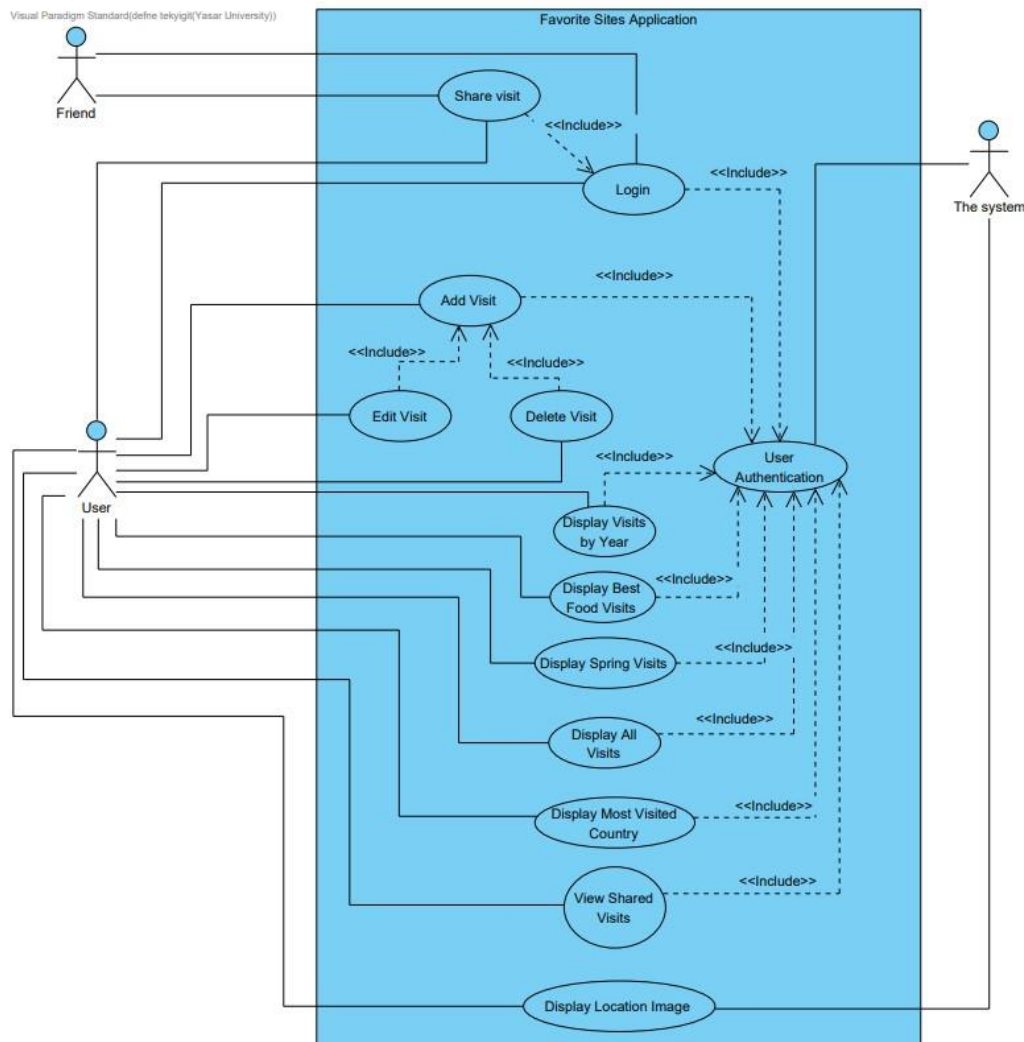 Visual Paradigm Standard(defne tekyigit(Yasar University))
Favorite Sites Application
Friend
Share visit
<<Include>>
Login
<<Include>>
The system
Add Visit
<<Include>>
<<Include>>
<<Include>>
Edit Visit
Delete Visit
User
<<Include>>
User
Authentication
Display Visits
by Year
Display Best
Food Visits
<<Include>>
Display Spring Visits
<<Include>>
Display All
Visits
<<Include>>
Display Most Visited
Country
<<Include>>
View Shared
Visits
<<Include>>
Display Location Image